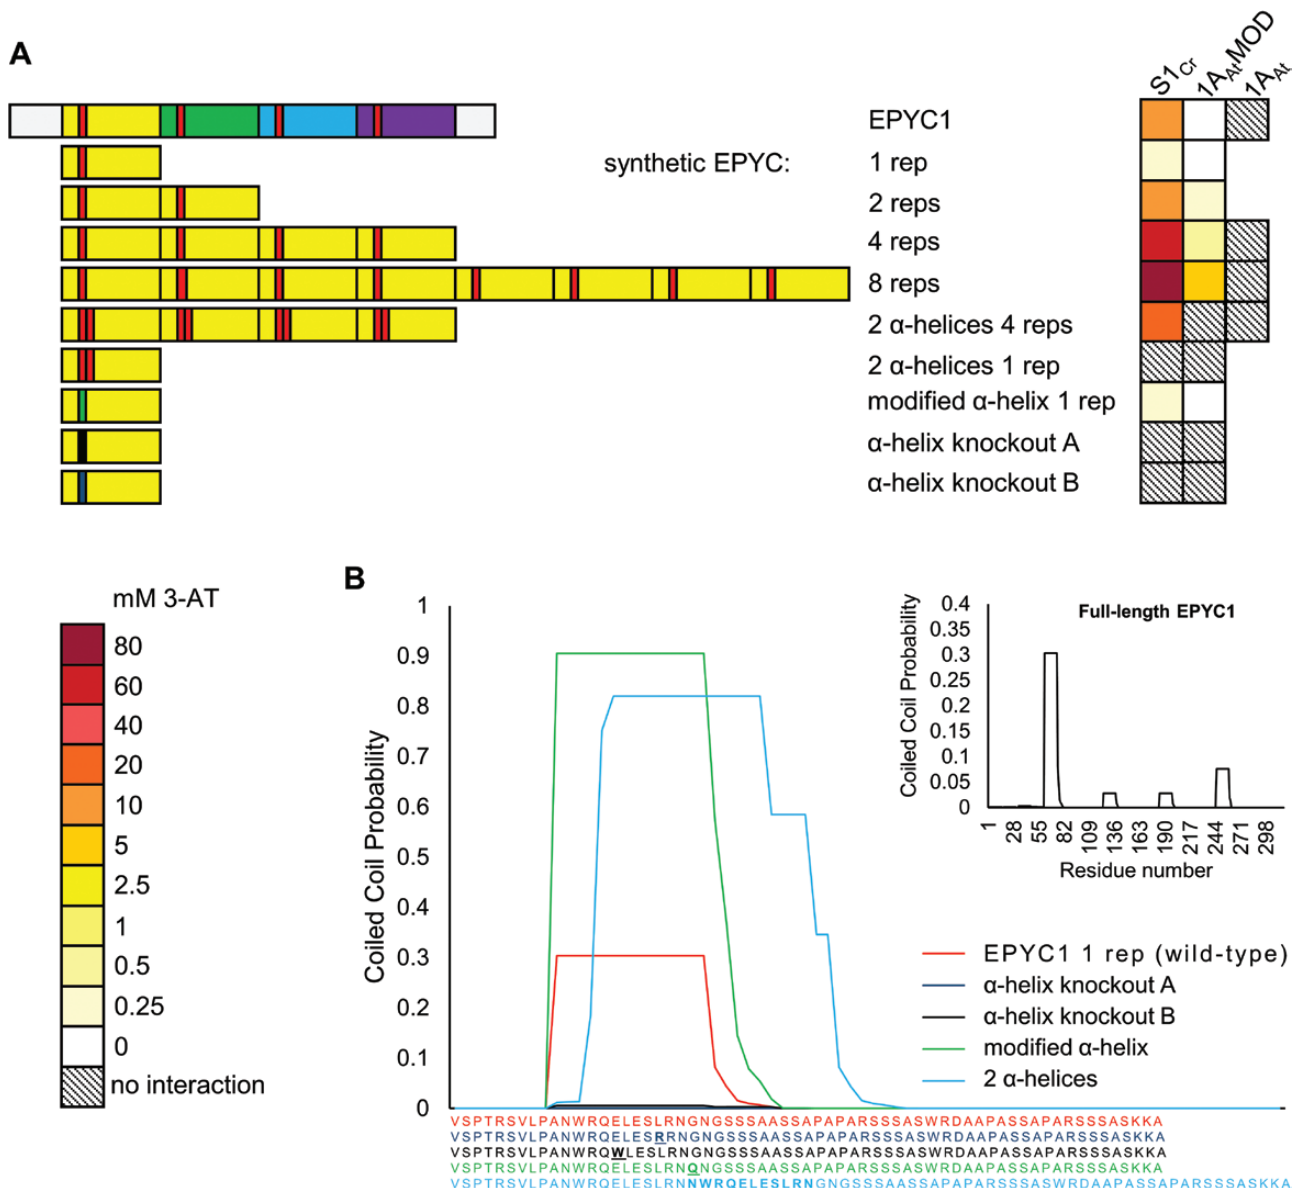 A
S1Cr
1AAtMOD
1AAt
EPYC1
synthetic EPYC:
1 rep
2 reps
4 reps
8 reps
2 α-helices 4 reps
2 α-helices 1 rep
modified α-helix 1 rep
α-helix knockout A
α-helix knockout B
mM 3-AT
80
60
40
20
10
5
2.5
1
0.5
0.25
0
no interaction
B
Coiled Coil Probability
1
0.9
0.8
0.7
0.6
0.5
0.4
0.3
0.2
0.1
0
Full-length EPYC1
Coiled Coil Probability
0.4
0.35
0.3
0.25
0.2
0.15
0.1
0.05
0
1 28 55 82 109 136 163 190 217 244 271 298
Residue number
EPYC1 1 rep (wild-type)
α-helix knockout A
α-helix knockout B
modified α-helix
2 α-helices
VSPTRSVLPANWRQELESLRNGNGSSSAASSAPAPARSSSASWRDAAPASSAPARSSSASKKA
VSPTRSVLPANWRQELESRRNGNGSSSAASSAPAPARSSSASWRDAAPASSAPARSSSASKKA
VSPTRSVLPANWRQWLESLRNGNGSSSAASSAPAPARSSSASWRDAAPASSAPARSSSASKKA
VSPTRSVLPANWRQELESLRNQNGSSSAASSAPAPARSSSASWRDAAPASSAPARSSSASKKA
VSPTRSVLPANWRQELESLRNNWRQELESLRNGNGSSSAASSAPAPARSSSASWRDAAPASSAPARSSSASKKA